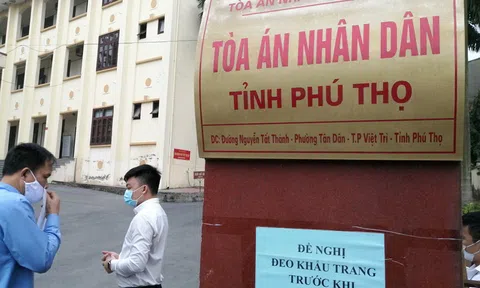 TÒA ÁN NHÂN DÂN
TỈNH PHÚ THỌ
ĐC: Đường Nguyễn Tất Thành - Phường Tân Dân - T.P Việt Trì - Tỉnh Phú Thọ
ĐỀ NGHỊ
ĐEO KHẨU TRANG
TRƯỚC KHI